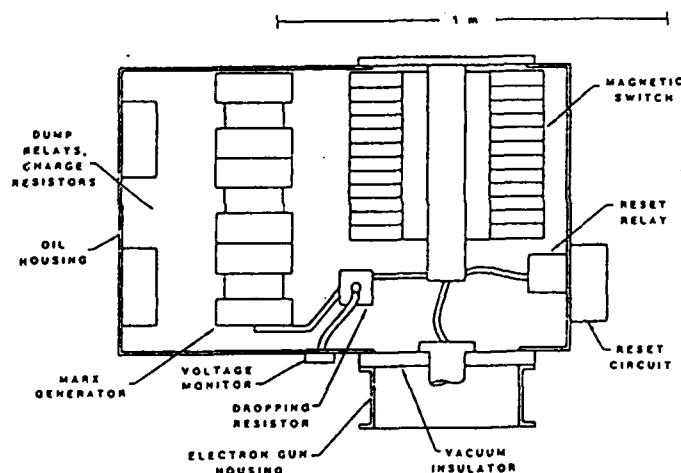 1 m
MAGNETIC
SWITCH
DUMP
RELAYS,
CHARGE
RESISTORS
RESET
RELAY
OIL
HOUSING
MARX
GENERATOR
VOLTAGE
MONITOR
DROPPING
RESISTOR
RESET
CIRCUIT
ELECTRON GUN
HOUSING
VACUUM
INSULATOR